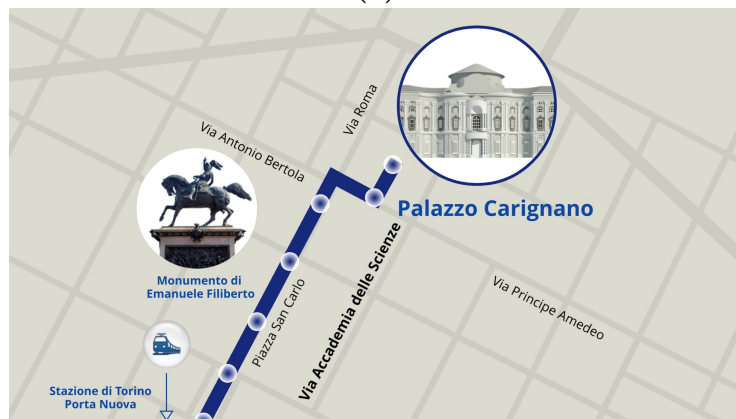 Via Roma
Via Antonio Bertola
Palazzo Carignano
Monumento di
Emanuele Filiberto
Piazza San Carlo
Via Accademia delle Scienze
Via Principe Amedeo
Stazione di Torino
Porta Nuova